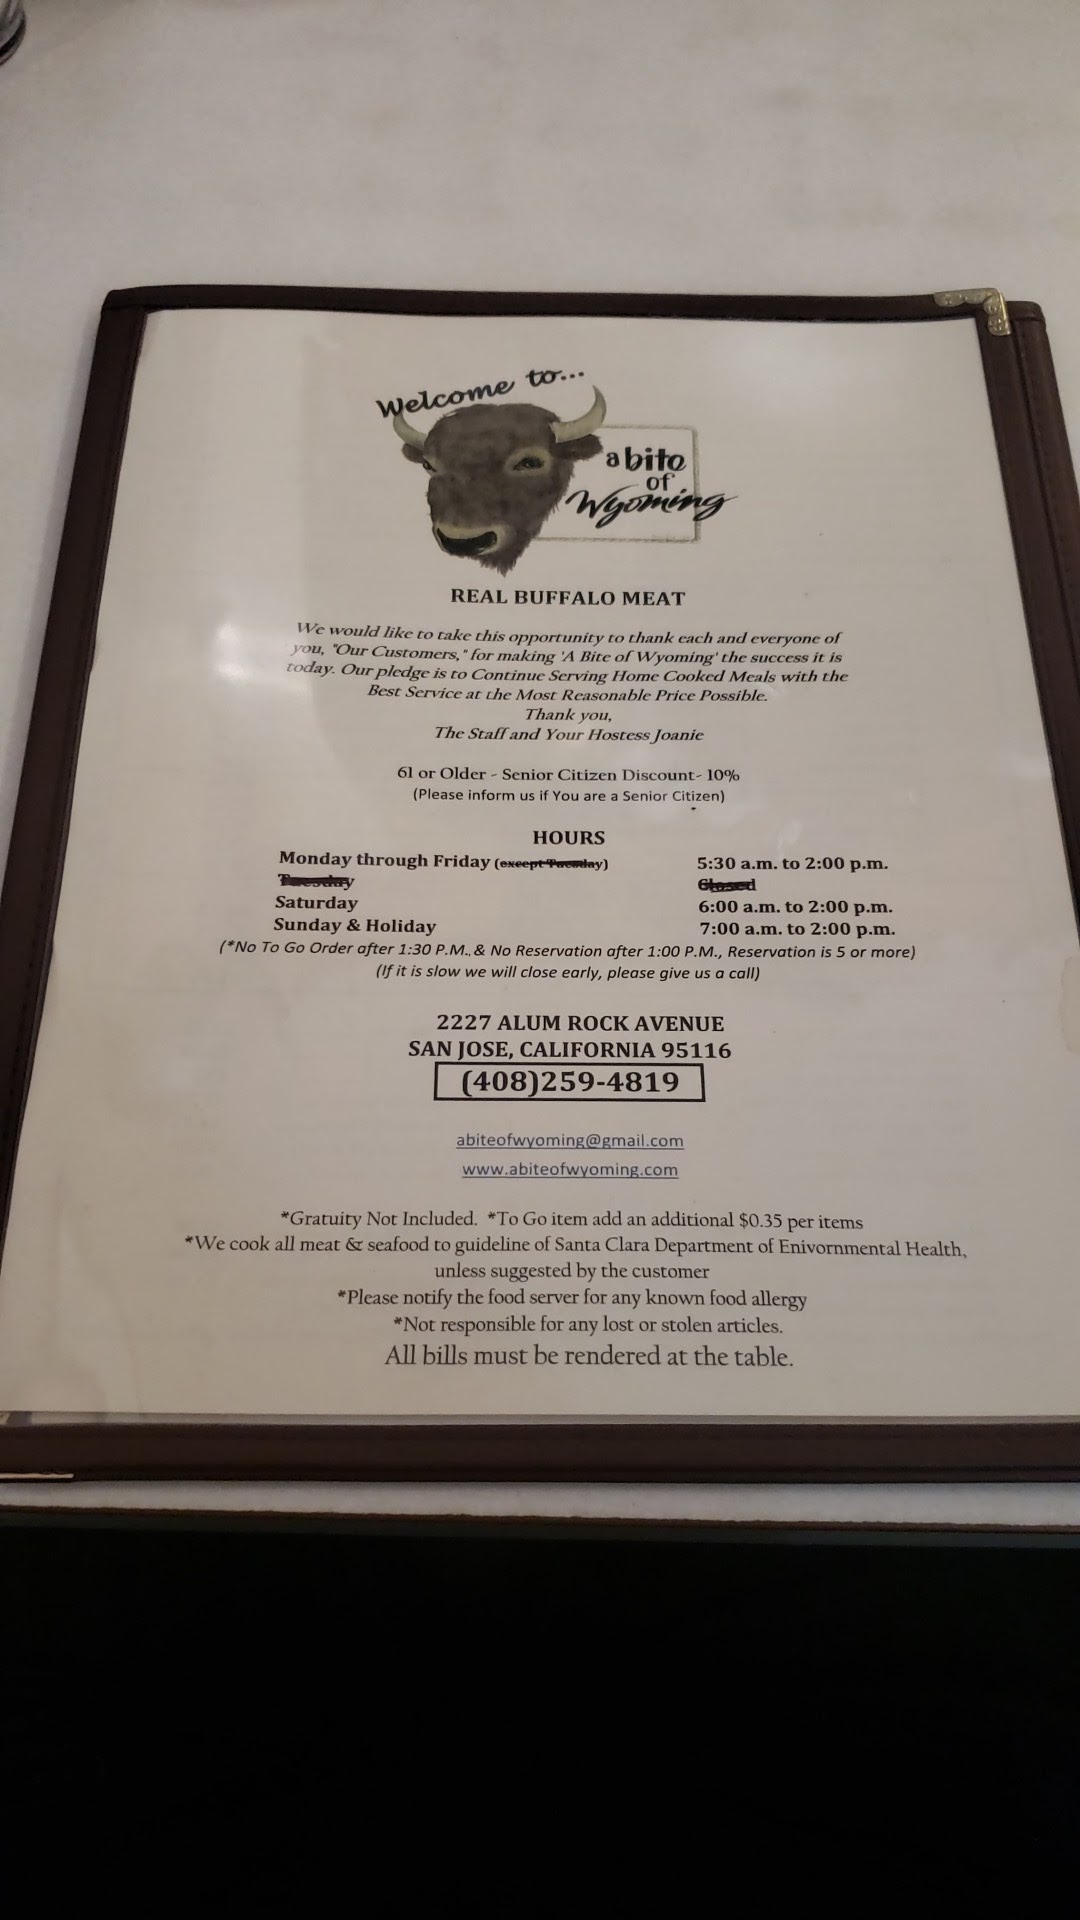 Welcome to...
a bite
of
Wyoming
REAL BUFFALO MEAT
We would like to take this opportunity to thank each and everyone of
you, "Our Customers," for making 'A Bite of Wyoming' the success it is
today. Our pledge is to Continue Serving Home Cooked Meals with the
Best Service at the Most Reasonable Price Possible.
Thank you,
The Staff and Your Hostess Joanie
61 or Older - Senior Citizen Discount- 10%
(Please inform us if You are a Senior Citizen)
HOURS
Monday through Friday (except Tuesday) 5:30 a.m. to 2:00 p.m.
Tuesday Closed
Saturday 6:00 a.m. to 2:00 p.m.
Sunday & Holiday 7:00 a.m. to 2:00 p.m.
(*No To Go Order after 1:30 P.M., & No Reservation after 1:00 P.M., Reservation is 5 or more)
(If it is slow we will close early, please give us a call)
2227 ALUM ROCK AVENUE
SAN JOSE, CALIFORNIA 95116
(408)259-4819
abiteofwyoming@gmail.com
www.abiteofwyoming.com
*Gratuity Not Included. *To Go item add an additional $0.35 per items
*We cook all meat & seafood to guideline of Santa Clara Department of Enivornmental Health,
unless suggested by the customer
*Please notify the food server for any known food allergy
*Not responsible for any lost or stolen articles.
All bills must be rendered at the table.